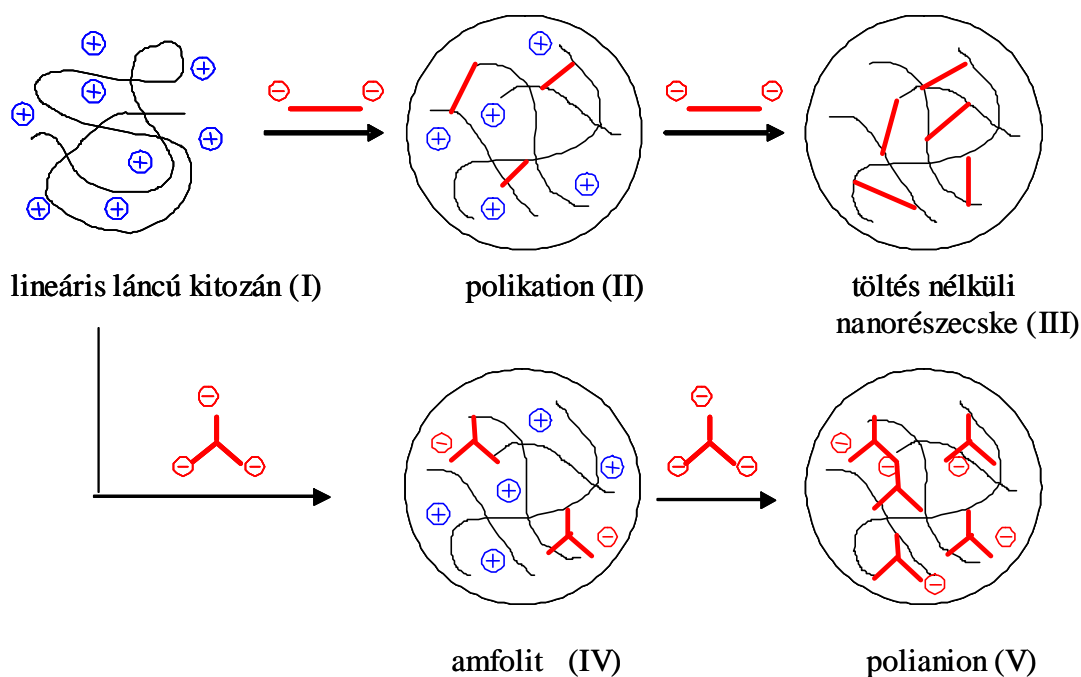 lineáris láncú kitozán (I)
polikation (II)
töltés nélküli
nanorészecske (III)
amfolit (IV)
polianion (V)